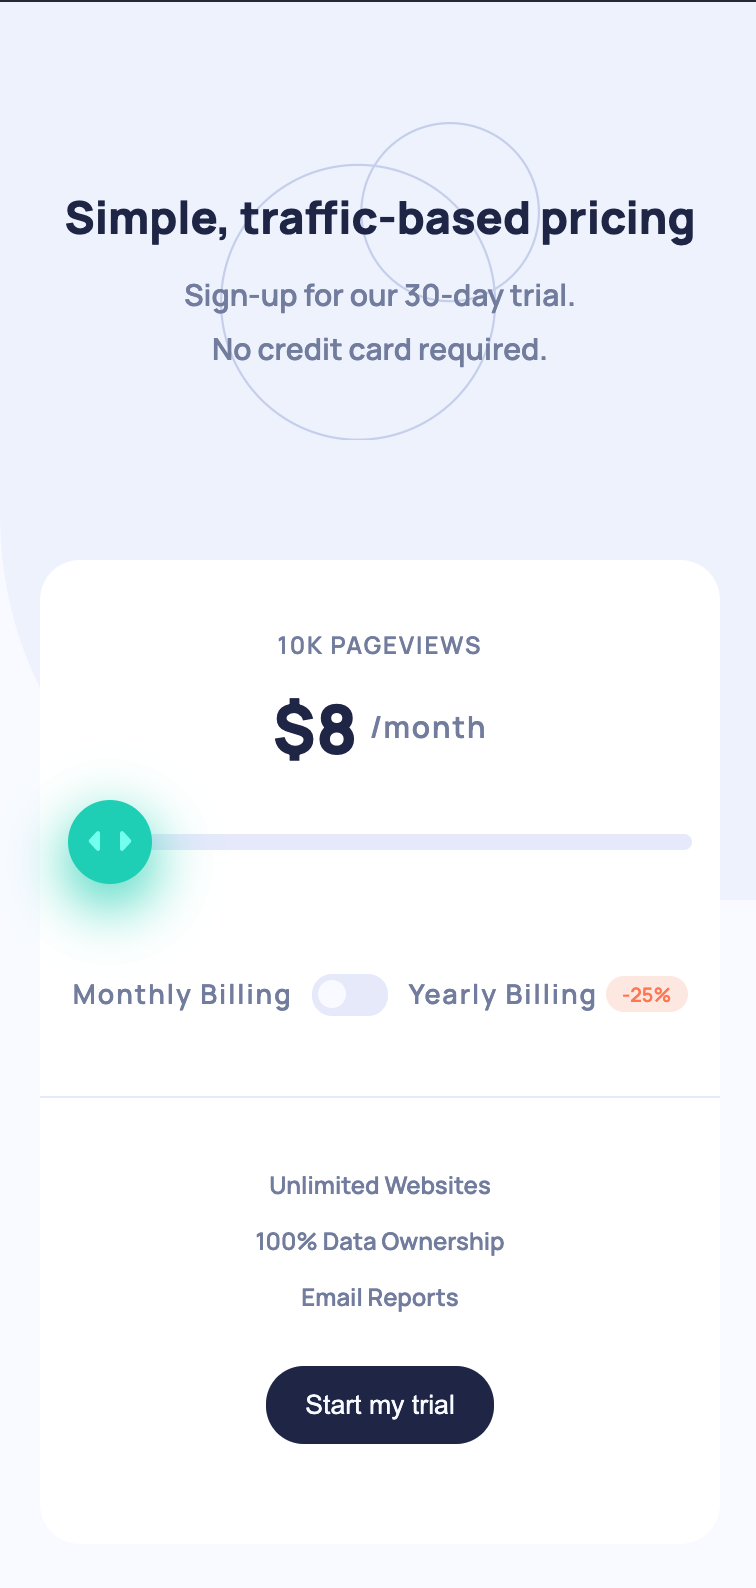 Simple, traffic-based pricing
Sign-up for our 30-day trial.
No credit card required.
10K PAGEVIEWS
$8 /month
Monthly Billing Yearly Billing -25%
Unlimited Websites
100% Data Ownership
Email Reports
Start my trial